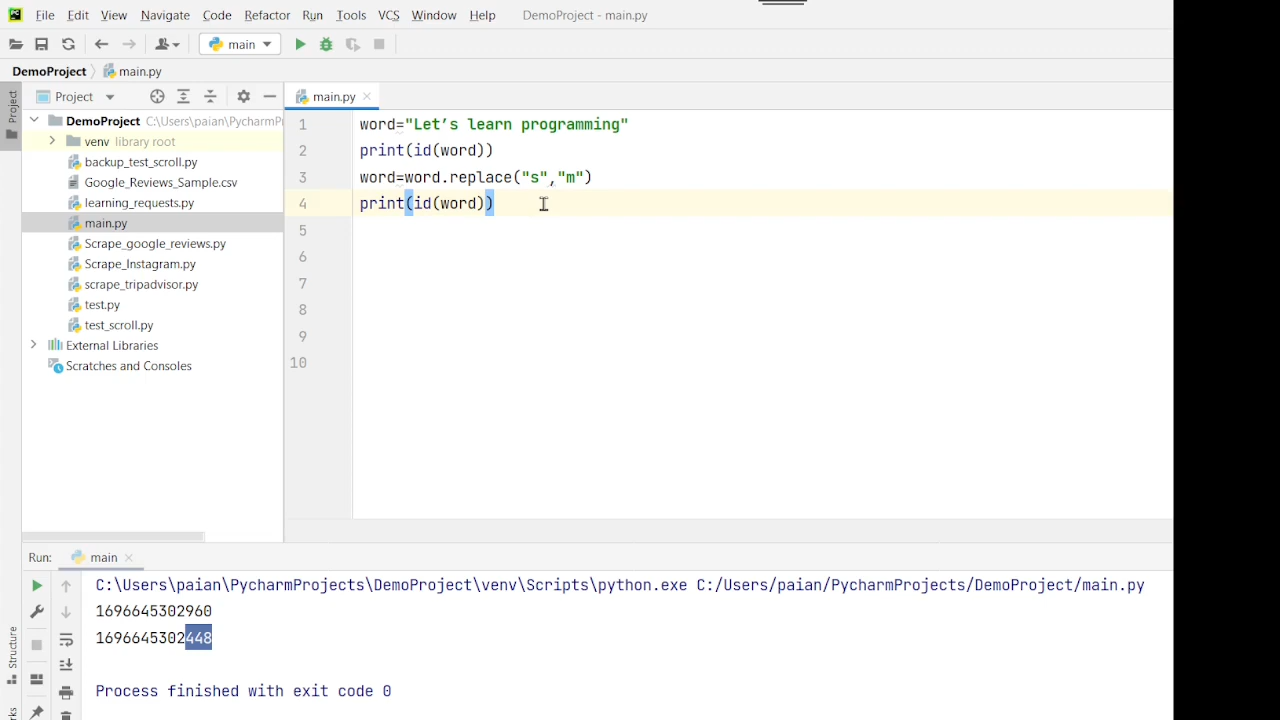 File Edit View Navigate Code Refactor Run Tools VCS Window Help DemoProject - main.py
main
DemoProject main.py
Project
Project
main.py
DemoProject C:\Users\paian\PycharmP
venv library root
backup_test_scroll.py
Google_Reviews_Sample.csv
learning_requests.py
main.py
Scrape_google_reviews.py
Scrape_Instagram.py
scrape_tripadvisor.py
test.py
test_scroll.py
External Libraries
Scratches and Consoles
1 word="Let’s learn programming"
2 print(id(word))
3 word=word.replace("s","m")
4 print(id(word))
5
6
7
8
9
10
Run: main
C:\Users\paian\PycharmProjects\DemoProject\venv\Scripts\python.exe C:/Users/paian/PycharmProjects/DemoProject/main.py
1696645302960
1696645302448
Process finished with exit code 0
Structure